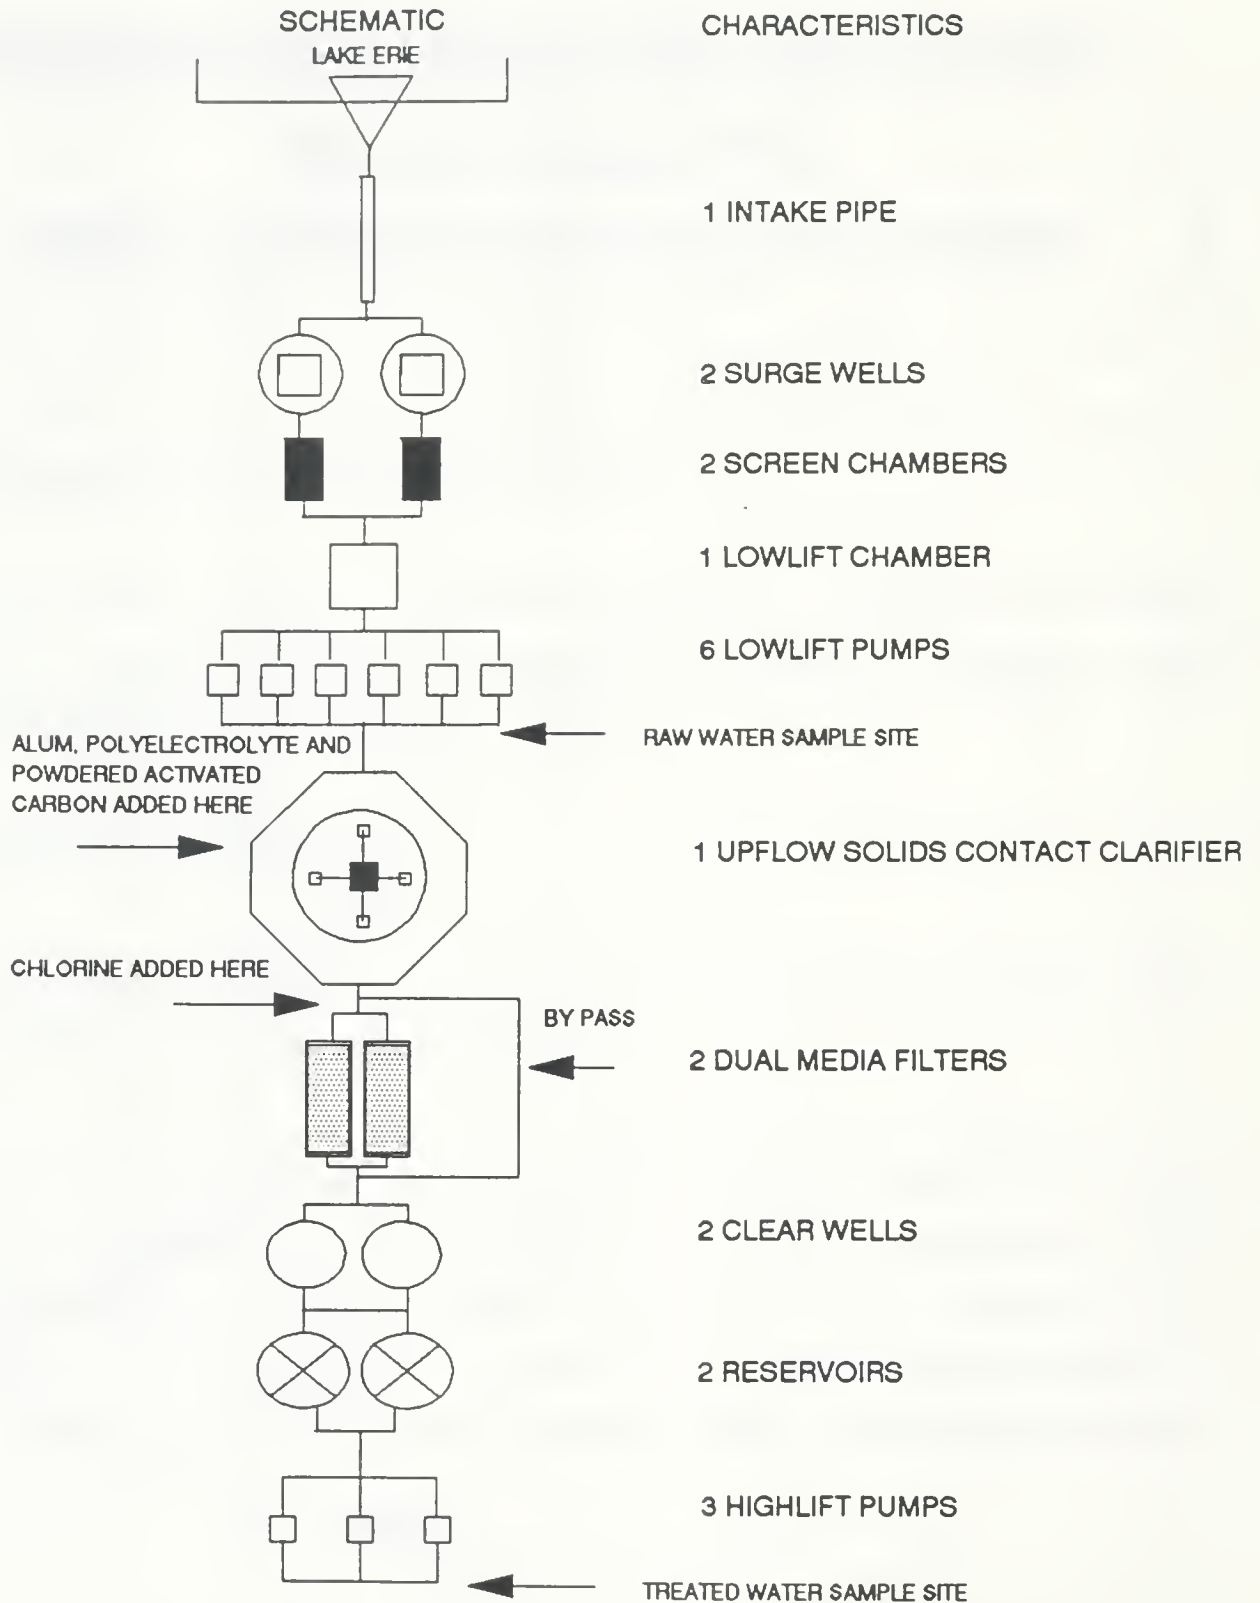 SCHEMATIC
LAKE ERIE
CHARACTERISTICS
1 INTAKE PIPE
2 SURGE WELLS
2 SCREEN CHAMBERS
1 LOWLIFT CHAMBER
6 LOWLIFT PUMPS
RAW WATER SAMPLE SITE
ALUM, POLYELECTROLYTE AND
POWDERED ACTIVATED
CARBON ADDED HERE
1 UPFLOW SOLIDS CONTACT CLARIFIER
CHLORINE ADDED HERE
BY PASS
2 DUAL MEDIA FILTERS
2 CLEAR WELLS
2 RESERVOIRS
3 HIGHLIFT PUMPS
TREATED WATER SAMPLE SITE